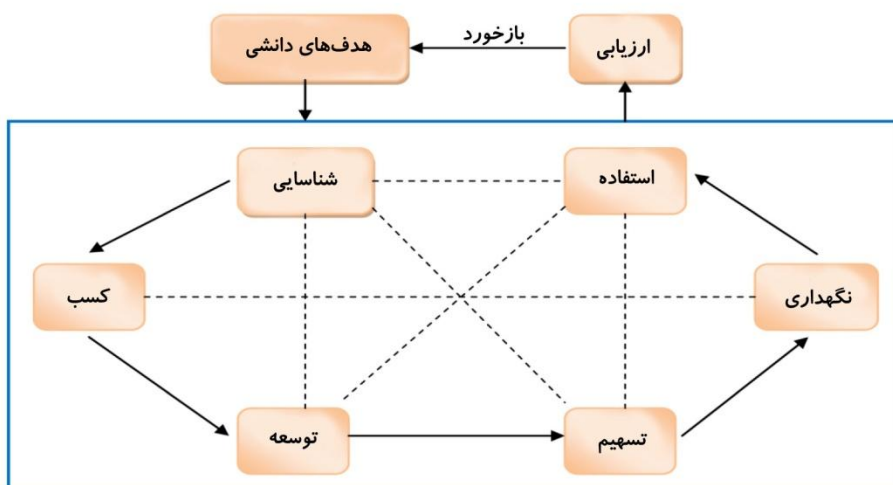 هدف‌های دانشی
بازخورد
ارزیابی
شناسایی
استفاده
کسب
نگهداری
توسعه
تسهیم